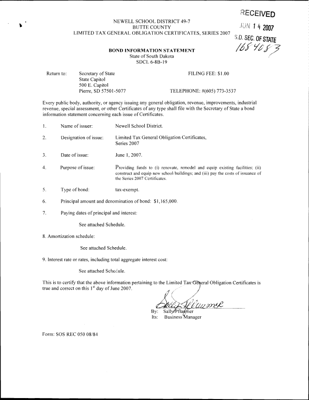 RECEIVED
JUN 14 2007
S.D. SEC. OF STATE
NEWELL SCHOOL DISTRICT 49-7
BUTTE COUNTY
LIMITED TAX GENERAL OBLIGATION CERTIFICATES, SERIES 2007
BOND INFORMATION STATEMENT
State of South Dakota
SDCL 6-8B-19
Return to: Secretary of State FILING FEE: $1.00
State Capitol
500 E. Capitol
Pierre, SD 57501-5077 TELEPHONE: #(605) 773-3537
Every public body, authority, or agency issuing any general obligation, revenue, improvements, industrial
revenue, special assessment, or other Certificates of any type shall file with the Secretary of State a bond
information statement concerning each issue of Certificates.
1. Name of issuer: Newell School District.
2. Designation of issue: Limited Tax General Obligation Certificates,
Series 2007
3. Date of issue: June 1, 2007.
4. Purpose of issue: Providing funds to (i) renovate, remodel and equip existing facilities; (ii)
construct and equip new school buildings; and (iii) pay the costs of issuance of
the Series 2007 Certificates.
5. Type of bond: tax-exempt.
6. Principal amount and denomination of bond: $1,165,000
7. Paying dates of principal and interest:
See attached Schedule.
8. Amortization schedule:
See attached Schedule.
9. Interest rate or rates, including total aggregate interest cost:
See attached Schedule.
This is to certify that the above information pertaining to the Limited Tax General Obligation Certificates is
true and correct on this 1st day of June 2007.
By: Sally
Its: Business Manager
Form: SOS REC 050 08/84